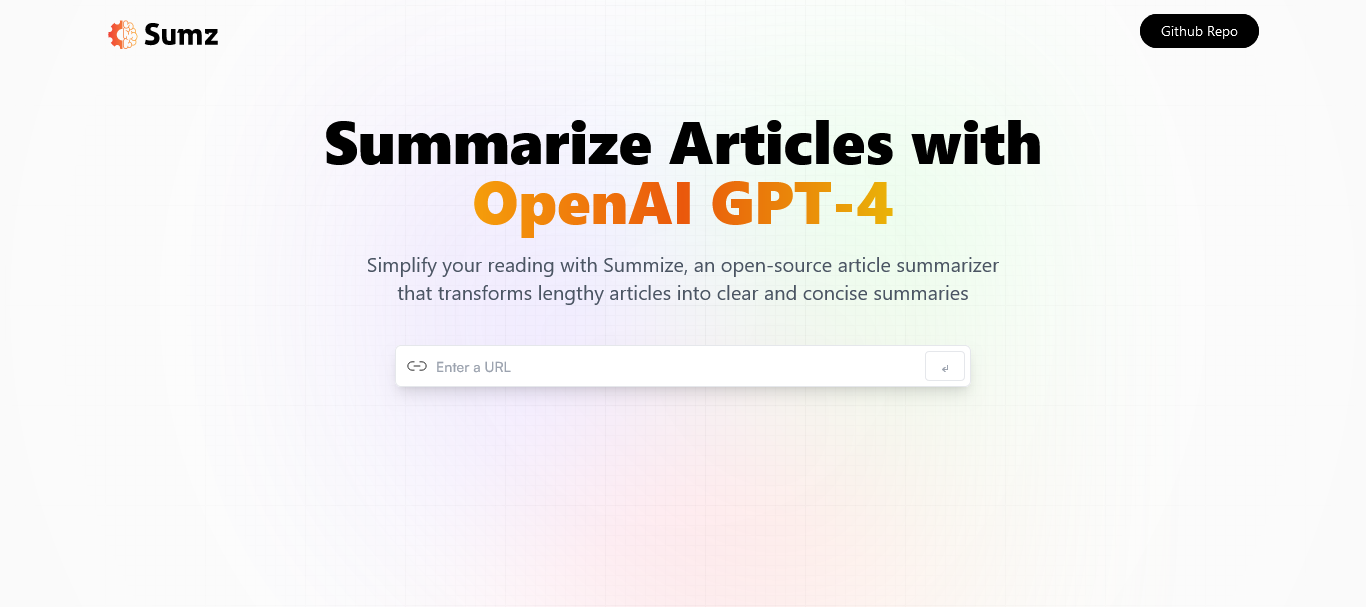 Sumz
Github Repo
Summarize Articles with
OpenAI GPT-4
Simplify your reading with Summize, an open-source article summarizer
that transforms lengthy articles into clear and concise summaries
Enter a URL
↵